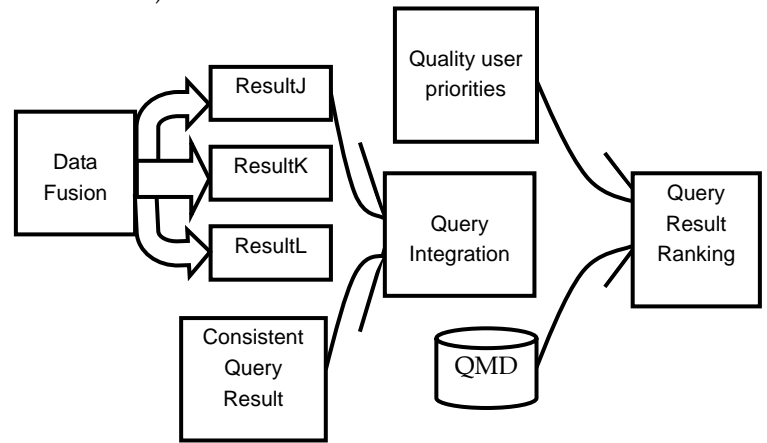 Data
Fusion
ResultJ
ResultK
ResultL
Consistent
Query
Result
Query
Integration
Quality user
priorities
QMD
Query
Result
Ranking